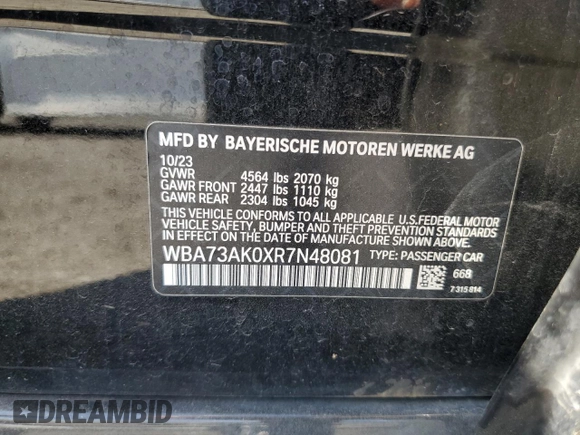 MFD BY BAYERISCHE MOTOREN WERKE AG
10/23
GVWR 4564 lbs 2070 kg
GAWR FRONT 2447 lbs 1110 kg
GAWR REAR 2304 lbs 1045 kg
THIS VEHICLE CONFORMS TO ALL APPLICABLE U.S.FEDERAL MOTOR
VEHICLE SAFETY, BUMPER AND THEFT PREVENTION STANDARDS
IN EFFECT ON THE DATE OF MANUFACTURE SHOWN ABOVE.
WBA73AK0XR7N48081 TYPE: PASSENGER CAR
668
7 315 814
DREAMBID